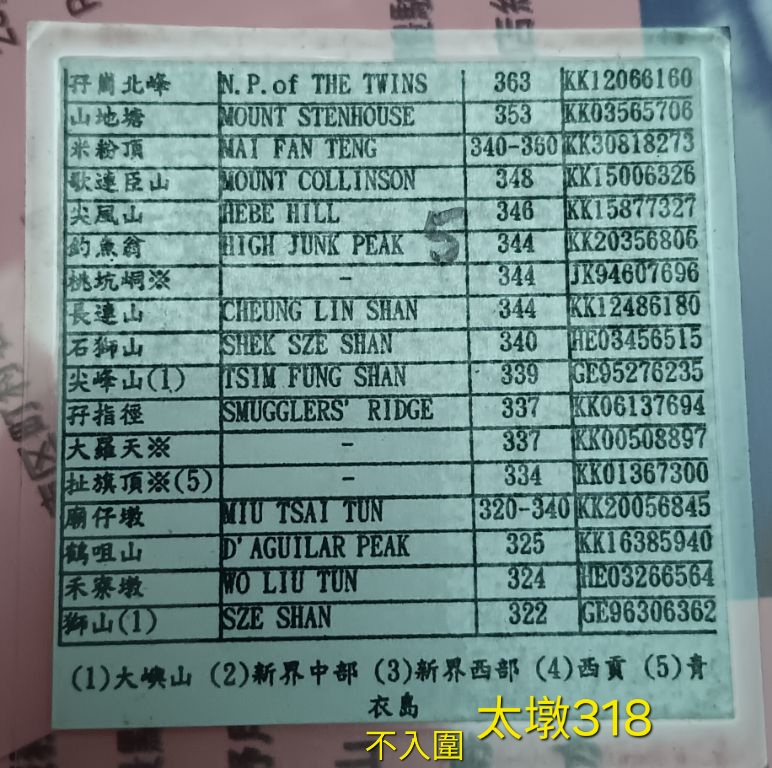 孖崗北峰 N.P.of THE TWINS 363 KK12066160
山地塘 MOUNT STENHOUSE 353 KK03565706
米粉頂 MAI FAN TENG 340-360 KK30818273
歌連臣山 MOUNT COLLINSON 348 KK15006326
尖風山 HEBE HILL 346 KK15877327
釣魚翁 HIGH JUNK PEAK 5 344 KK20356806
桃坑峒※ - 344 JK94607696
長連山 CHEUNG LIN SHAN 344 KK12486180
石獅山 SHEK SZE SHAN 340 HE03456515
尖峰山(1) TSIM FUNG SHAN 339 GE95276235
孖指徑 SMUGGLERS' RIDGE 337 KK06137694
大羅天※ - 337 KK00508897
扯旗頂※(5) - 334 KK01367300
廟仔墩 MIU TSAI TUN 320-340 KK20056845
鶴咀山 D'AGUILAR PEAK 325 KK16385940
禾寮墩 WO LIU TUN 324 HE03266564
獅山(1) SZE SHAN 322 GE96306362
(1)大嶼山 (2)新界中部 (3)新界西部 (4)西貢 (5)青
衣島
太墩318
不入圍